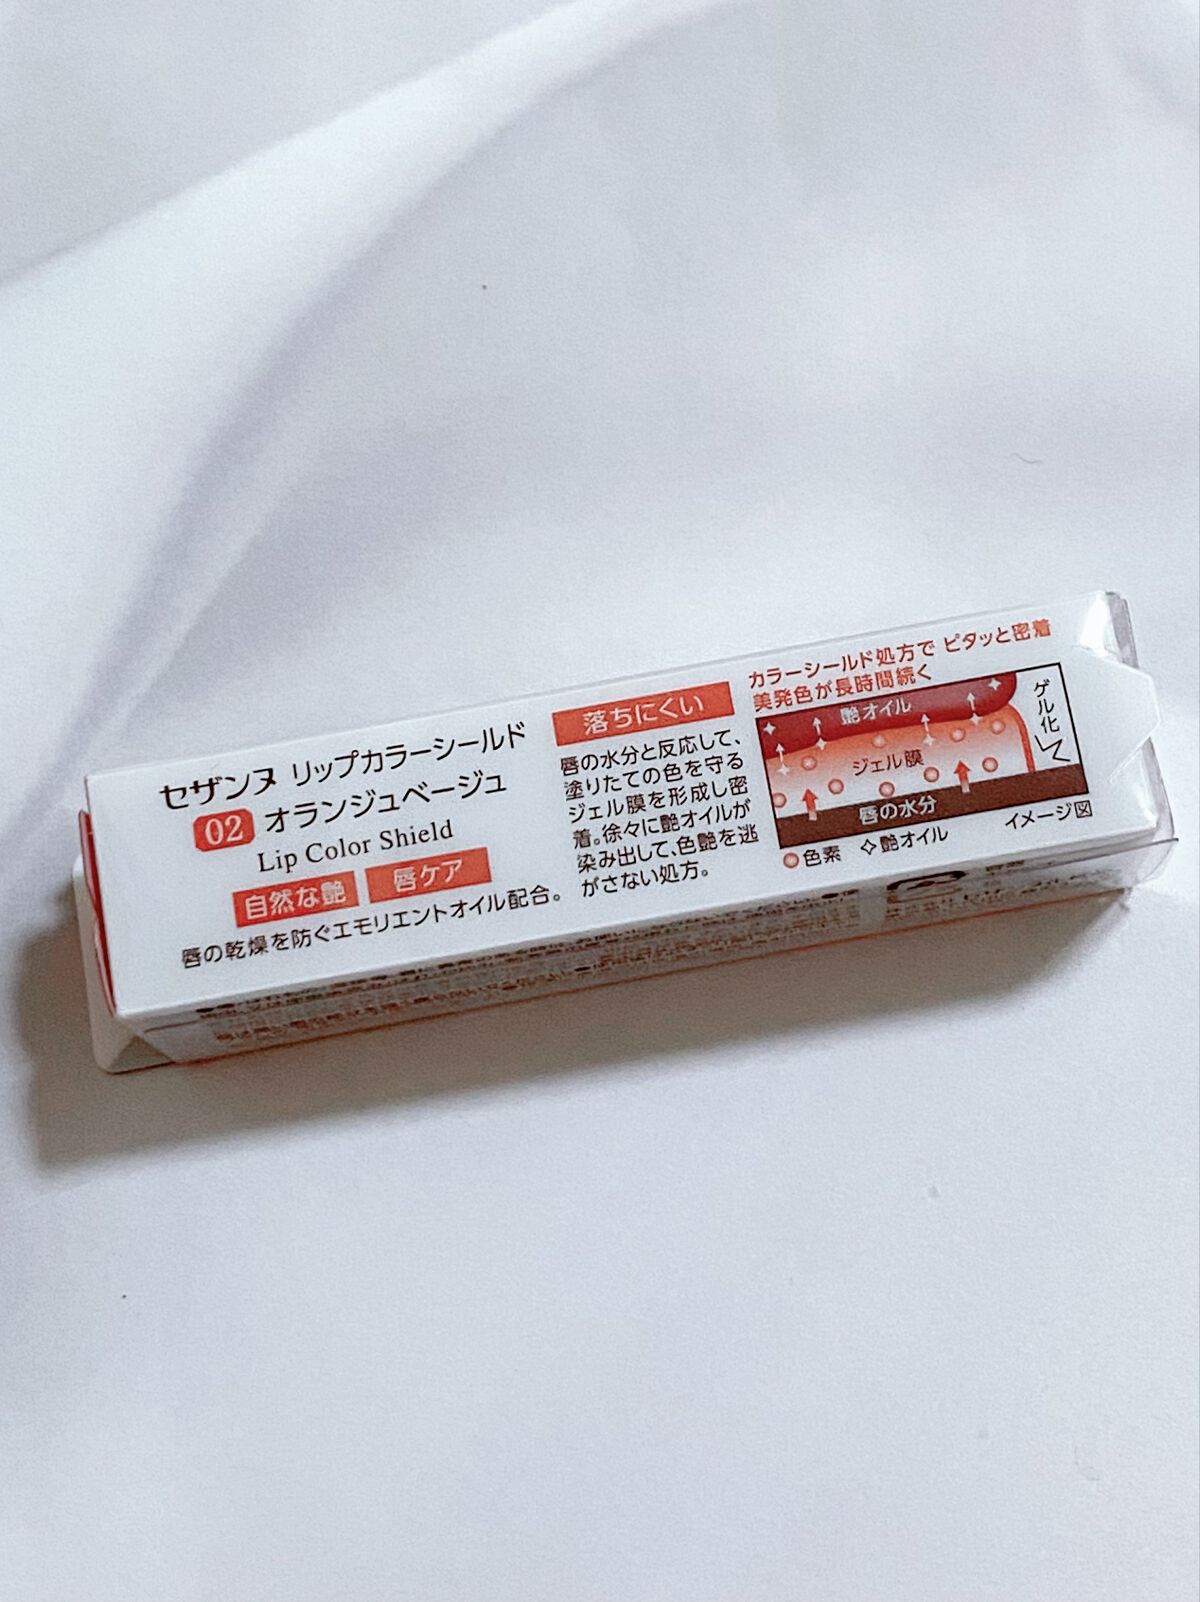 セザンヌ リップカラーシールド
02 オランジュベージュ
Lip Color Shield
自然な艶 唇ケア
唇の乾燥を防ぐエモリエントオイル配合。
落ちにくい
唇の水分と反応して、
塗りたての色を守る
ジェル膜を形成し密
着。徐々に艶オイルが
染み出して、色艶を逃
がさない処方。
カラーシールド処方で ピタッと密着
美発色が長時間続く
艶オイル
ジェル膜
唇の水分
ゲル化
色素 艶オイル
イメージ図